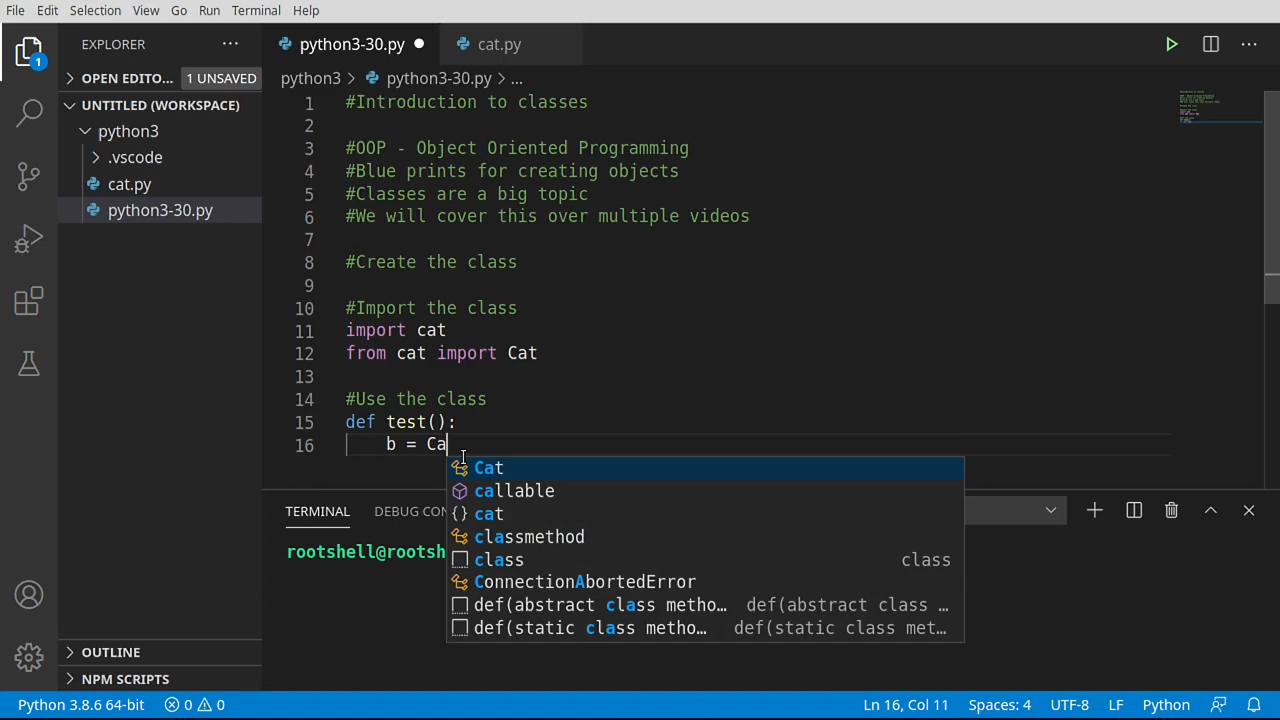 File Edit Selection View Go Run Terminal Help
EXPLORER ...
python3-30.py
cat.py
...
1
OPEN EDITO... 1 UNSAVED
python3 > python3-30.py > ...
UNTITLED (WORKSPACE)
python3
.vscode
cat.py
python3-30.py
1 #Introduction to classes
2
3 #OOP - Object Oriented Programming
4 #Blue prints for creating objects
5 #Classes are a big topic
6 #We will cover this over multiple videos
7
8 #Create the class
9
10 #Import the class
11 import cat
12 from cat import Cat
13
14 #Use the class
15 def test():
16 b = Ca
Cat
callable
cat
classmethod
class class
ConnectionAbortedError
def(abstract class metho... def(abstract class ...
def(static class metho... def(static class met...
TERMINAL DEBUG CON
rootshell@rootsh
OUTLINE
NPM SCRIPTS
Python 3.8.6 64-bit 0 0 Ln 16, Col 11 Spaces: 4 UTF-8 LF Python